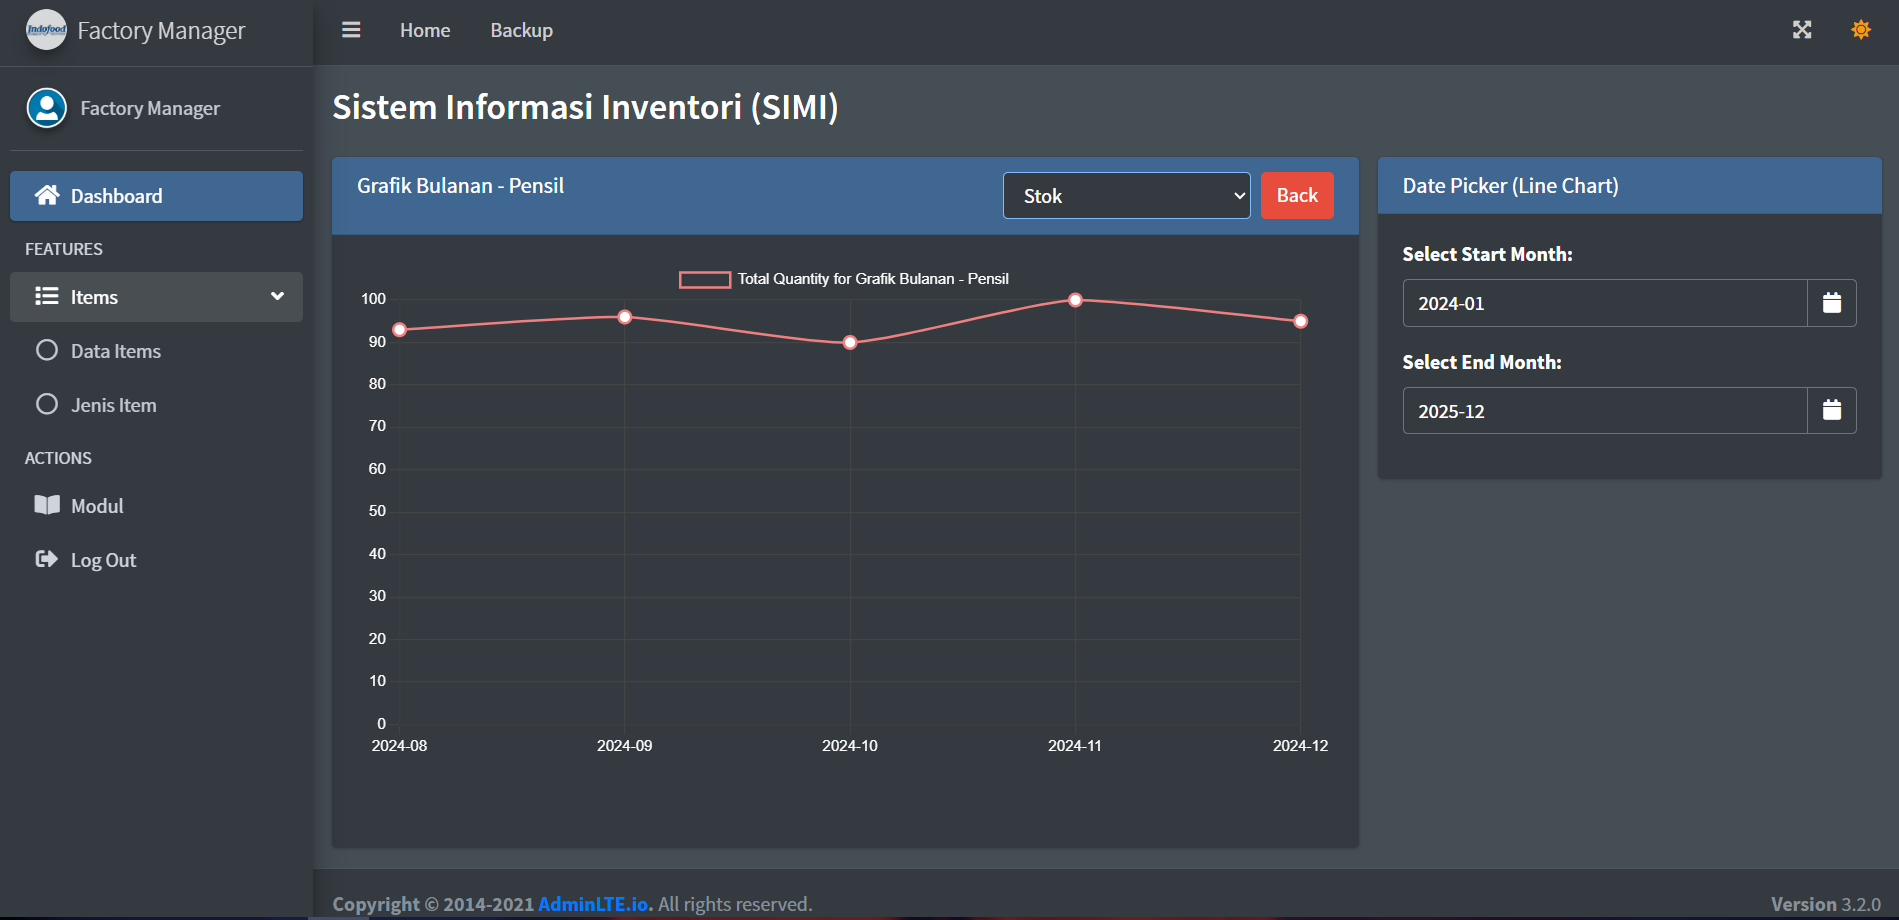 Indofood
Factory Manager
Home
Backup
Factory Manager
Sistem Informasi Inventori (SIMI)
Dashboard
FEATURES
Items
Data Items
Jenis Item
ACTIONS
Modul
Log Out
Grafik Bulanan - Pensil
Stok
Back
Total Quantity for Grafik Bulanan - Pensil
100
90
80
70
60
50
40
30
20
10
0
2024-08
2024-09
2024-10
2024-11
2024-12
Date Picker (Line Chart)
Select Start Month:
2024-01
Select End Month:
2025-12
Copyright © 2014-2021 AdminLTE.io. All rights reserved.
Version 3.2.0